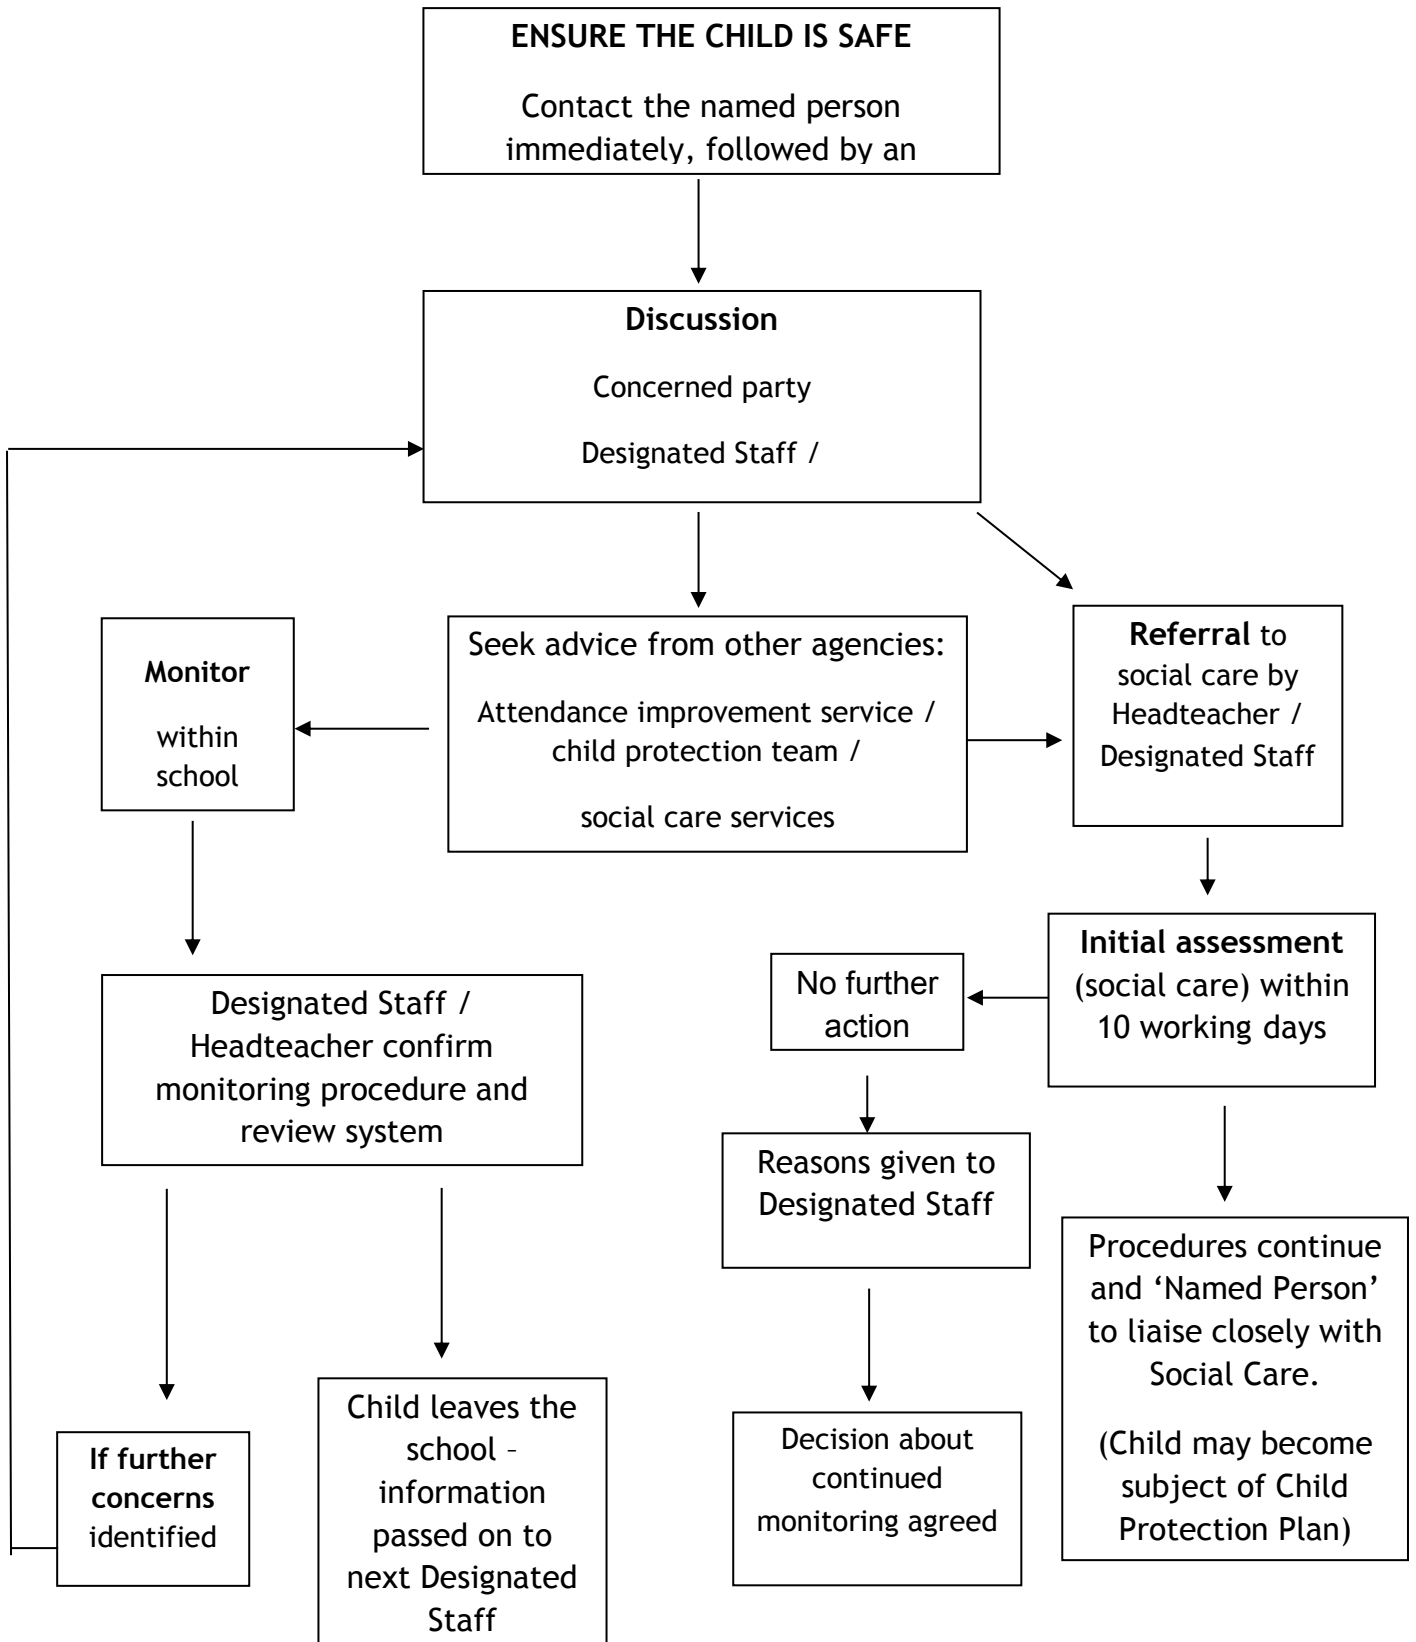 ENSURE THE CHILD IS SAFE
Contact the named person
immediately, followed by an
Discussion
Concerned party
Designated Staff /
Seek advice from other agencies:
Attendance improvement service /
child protection team /
social care services
Monitor
within
school
Referral to
social care by
Headteacher /
Designated Staff
Initial assessment
(social care) within
10 working days
No further
action
Designated Staff /
Headteacher confirm
monitoring procedure and
review system
Reasons given to
Designated Staff
Procedures continue
and ‘Named Person’
to liaise closely with
Social Care.
(Child may become
subject of Child
Protection Plan)
If further
concerns
identified
Child leaves the
school –
information
passed on to
next Designated
Staff
Decision about
continued
monitoring agreed